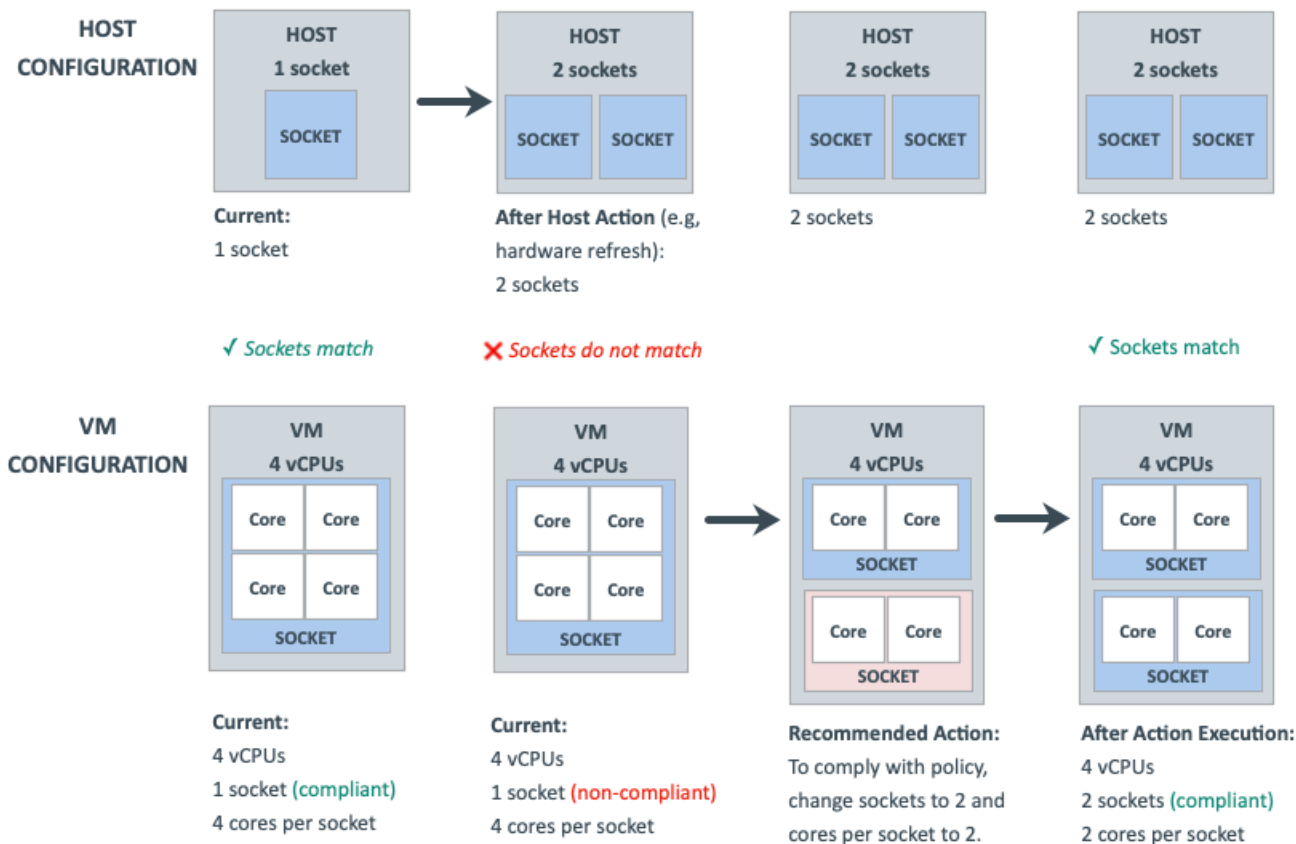 HOST
CONFIGURATION
HOST
1 socket
SOCKET
Current:
1 socket
HOST
2 sockets
SOCKET SOCKET
After Host Action (e.g,
hardware refresh):
2 sockets
HOST
2 sockets
SOCKET SOCKET
2 sockets
HOST
2 sockets
SOCKET SOCKET
2 sockets
✓ Sockets match
✗ Sockets do not match
✓ Sockets match
VM
CONFIGURATION
VM
4 vCPUs
Core Core
Core Core
SOCKET
Current:
4 vCPUs
1 socket (compliant)
4 cores per socket
VM
4 vCPUs
Core Core
Core Core
SOCKET
Current:
4 vCPUs
1 socket (non-compliant)
4 cores per socket
VM
4 vCPUs
Core Core
SOCKET
Core Core
SOCKET
Recommended Action:
To comply with policy,
change sockets to 2 and
cores per socket to 2.
VM
4 vCPUs
Core Core
SOCKET
Core Core
SOCKET
After Action Execution:
4 vCPUs
2 sockets (compliant)
2 cores per socket